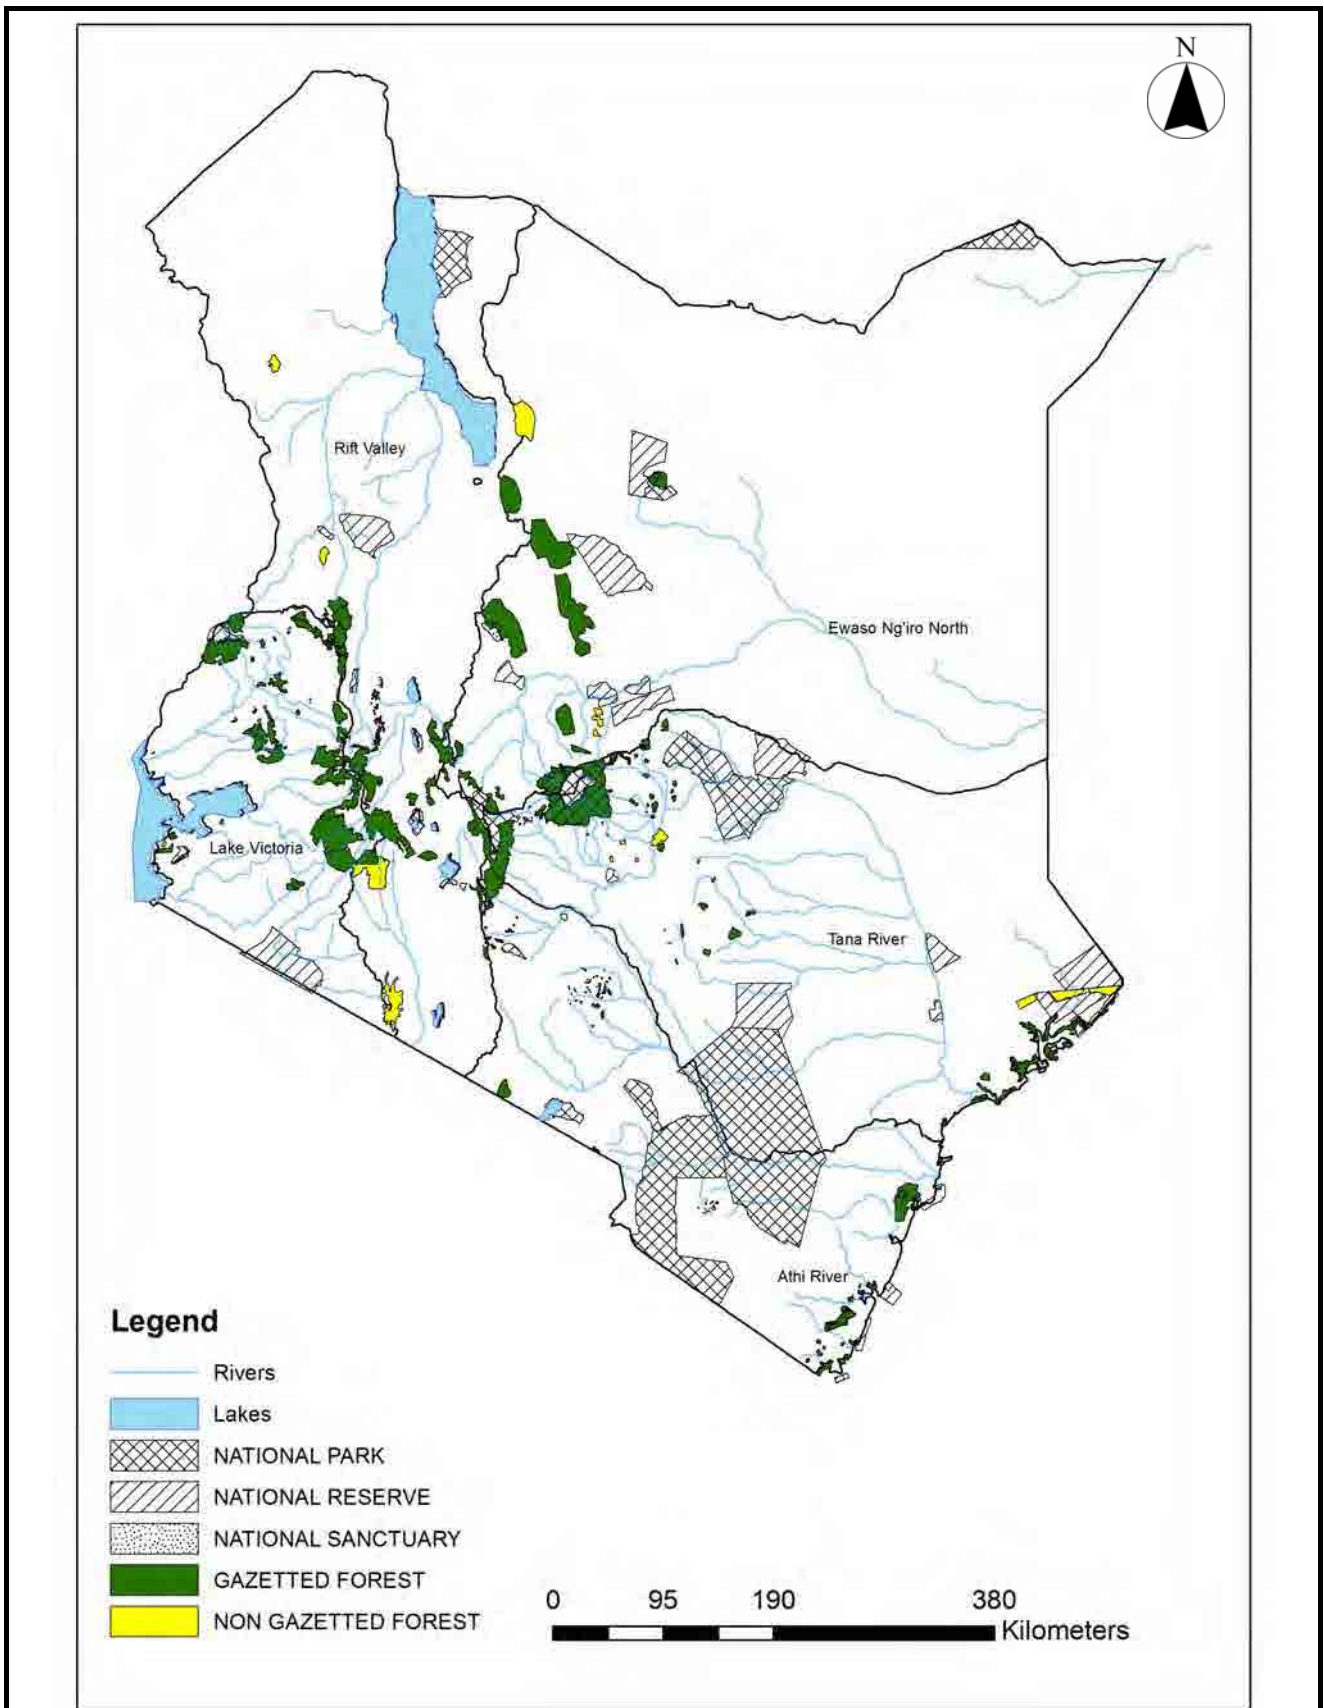 N
Rift Valley
Ewaso Ng'iro North
Lake Victoria
Tana River
Athi River
Legend
Rivers
Lakes
NATIONAL PARK
NATIONAL RESERVE
NATIONAL SANCTUARY
GAZETTED FOREST
NON GAZETTED FOREST
0 95 190 380
Kilometers